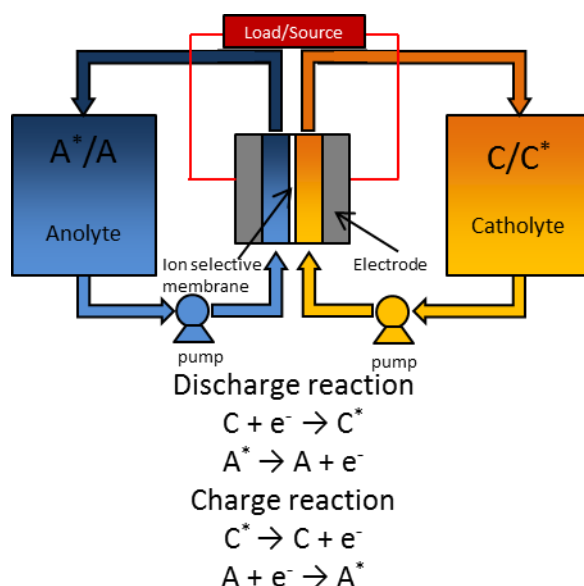 Load/Source
A*/A
C/C*
Anolyte
Catholyte
Ion selective
membrane
Electrode
pump
pump
Discharge reaction
C + e⁻ → C*
A* → A + e⁻
Charge reaction
C* → C + e⁻
A + e⁻ → A*